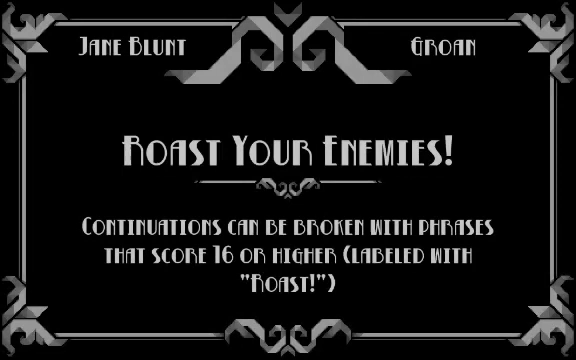 Jane Blunt
Groan
Roast Your Enemies!
Continuations can be broken with phrases
that score 16 or higher (labeled with
"Roast!")